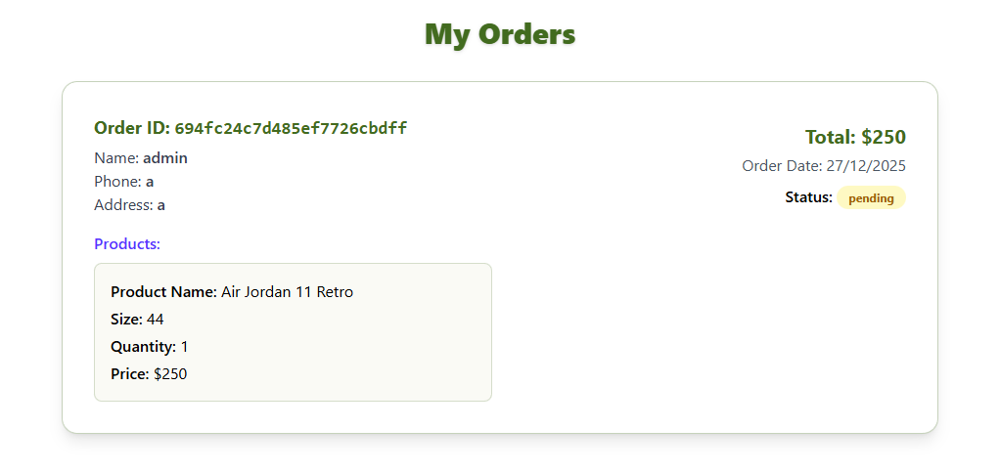 My Orders
Order ID: 694fc24c7d485ef7726cbdff
Name: admin
Phone: a
Address: a
Total: $250
Order Date: 27/12/2025
Status: pending
Products:
Product Name: Air Jordan 11 Retro
Size: 44
Quantity: 1
Price: $250